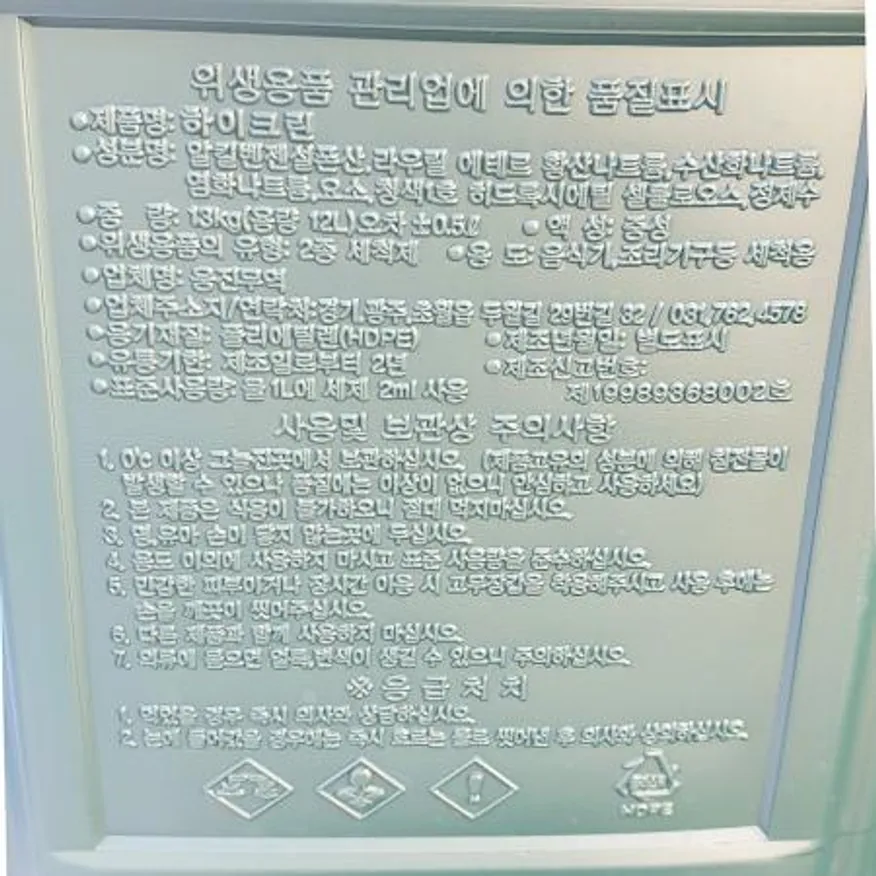 위생용품 관리업에 의한 품질표시
●제품명: 하이크린
●성분명: 알킬벤젠설폰산,라우릴 에테르 황산나트륨,수산화나트륨,
염화나트륨,요소,청색1호 히드록시에틸 셀룰로오스,정제수
●중 량: 13kg(용량 12L)오차 ±0.5ℓ ●액 성: 중성
●위생용품의 유형: 2종 세척제 ●용 도: 음식기,조리기구등 세척용
●업체명: 웅진무역
●업체주소지/연락처:경기,광주,초월읍 두월길 29번길 32 / 031,762,4578
●용기재질: 폴리에틸렌(HDPE) ●제조년월일: 별도표시
●유통기한: 제조일로부터 2년 ●제조신고번호:
●표준사용량: 물 1L에 세제 2ml 사용 제19989368002호
사용및 보관상 주의사항
1. 0℃ 이상 그늘진곳에서 보관하십시오. (제품고유의 성분에 의해 침전물이
발생할 수 있으나 품질에는 이상이 없으니 안심하고 사용하세요)
2. 본 제품은 식용이 불가하오니 절대 먹지마십시오.
3. 영,유아 손이 닿지 않는곳에 두십시오.
4. 용도 이외에 사용하지 마시고 표준 사용량을 준수하십시오.
5. 민감한 피부이거나 장시간 이용 시 고무장갑을 착용해주시고 사용 후에는
손을 깨끗이 씻어주십시오.
6. 다른 제품과 함께 사용하지 마십시오.
7. 의류에 묻으면 얼룩,변색이 생길 수 있으니 주의하십시오.
※응급처치
1. 먹었을 경우 즉시 의사와 상담하십시오.
2. 눈에 들어갔을 경우에는 즉시 흐르는 물로 씻어낸 후 의사와 상의하십시오.
HDPE